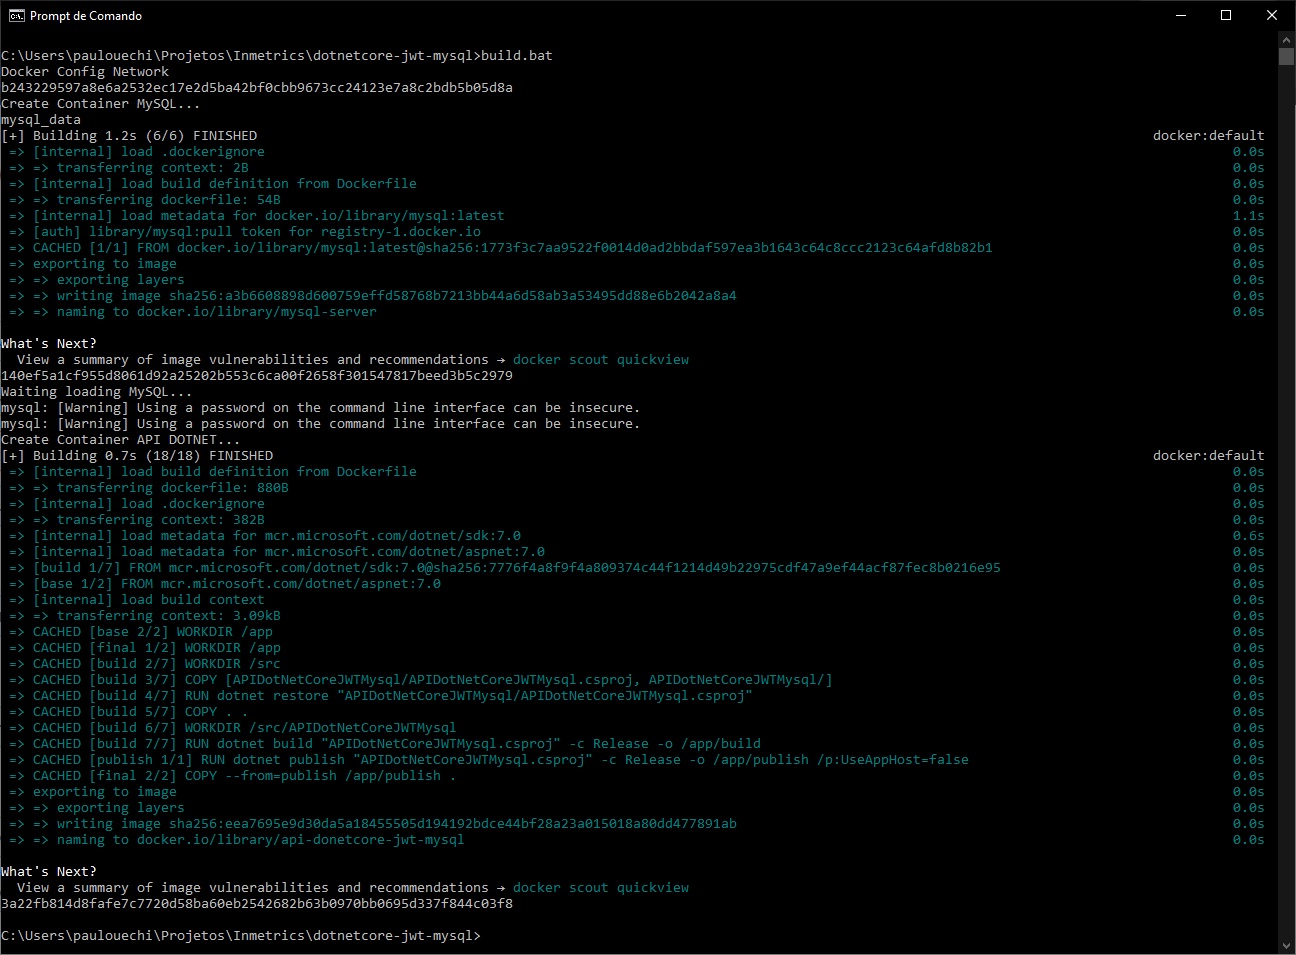 Prompt de Comando
C:\Users\paulouechi\Projetos\Inmetrics\dotnetcore-jwt-mysql>build.bat
Docker Config Network
b243229597a8e6a2532ec17e2d5ba42bf0cbb9673cc24123e7a8c2bdb5b05d8a
Create Container MySQL...
mysql_data
[+] Building 1.2s (6/6) FINISHED docker:default
=> [internal] load .dockerignore 0.0s
=> => transferring context: 2B 0.0s
=> [internal] load build definition from Dockerfile 0.0s
=> => transferring dockerfile: 54B 0.0s
=> [internal] load metadata for docker.io/library/mysql:latest 1.1s
=> [auth] library/mysql:pull token for registry-1.docker.io 0.0s
=> CACHED [1/1] FROM docker.io/library/mysql:latest@sha256:1773f3c7aa9522f0014d0ad2bbdaf597ea3b1643c64c8ccc2123c64afd8b82b1 0.0s
=> exporting to image 0.0s
=> => exporting layers 0.0s
=> => writing image sha256:a3b6608898d600759effd58768b7213bb44a6d58ab3a53495dd88e6b2042a8a4 0.0s
=> => naming to docker.io/library/mysql-server 0.0s
What's Next?
View a summary of image vulnerabilities and recommendations → docker scout quickview
140ef5a1cf955d8061d92a25202b553c6ca00f2658f301547817beed3b5c2979
Waiting loading MySQL...
mysql: [Warning] Using a password on the command line interface can be insecure.
mysql: [Warning] Using a password on the command line interface can be insecure.
Create Container API DOTNET...
[+] Building 0.7s (18/18) FINISHED docker:default
=> [internal] load build definition from Dockerfile 0.0s
=> => transferring dockerfile: 880B 0.0s
=> [internal] load .dockerignore 0.0s
=> => transferring context: 382B 0.0s
=> [internal] load metadata for mcr.microsoft.com/dotnet/sdk:7.0 0.6s
=> [internal] load metadata for mcr.microsoft.com/dotnet/aspnet:7.0 0.0s
=> [build 1/7] FROM mcr.microsoft.com/dotnet/sdk:7.0@sha256:7776f4a8f9f4a809374c44f1214d49b22975cdf47a9ef44acf87fec8b0216e95 0.0s
=> [base 1/2] FROM mcr.microsoft.com/dotnet/aspnet:7.0 0.0s
=> [internal] load build context 0.0s
=> => transferring context: 3.09kB 0.0s
=> CACHED [base 2/2] WORKDIR /app 0.0s
=> CACHED [final 1/2] WORKDIR /app 0.0s
=> CACHED [build 2/7] WORKDIR /src 0.0s
=> CACHED [build 3/7] COPY [APIDotNetCoreJWTMysql/APIDotNetCoreJWTMysql.csproj, APIDotNetCoreJWTMysql/] 0.0s
=> CACHED [build 4/7] RUN dotnet restore "APIDotNetCoreJWTMysql/APIDotNetCoreJWTMysql.csproj" 0.0s
=> CACHED [build 5/7] COPY . . 0.0s
=> CACHED [build 6/7] WORKDIR /src/APIDotNetCoreJWTMysql 0.0s
=> CACHED [build 7/7] RUN dotnet build "APIDotNetCoreJWTMysql.csproj" -c Release -o /app/build 0.0s
=> CACHED [publish 1/1] RUN dotnet publish "APIDotNetCoreJWTMysql.csproj" -c Release -o /app/publish /p:UseAppHost=false 0.0s
=> CACHED [final 2/2] COPY --from=publish /app/publish . 0.0s
=> exporting to image 0.0s
=> => exporting layers 0.0s
=> => writing image sha256:eea7695e9d30da5a18455505d194192bdce44bf28a23a015018a80dd477891ab 0.0s
=> => naming to docker.io/library/api-donetcore-jwt-mysql 0.0s
What's Next?
View a summary of image vulnerabilities and recommendations → docker scout quickview
3a22fb814d8fafe7c7720d58ba60eb2542682b63b0970bb0695d337f844c03f8
C:\Users\paulouechi\Projetos\Inmetrics\dotnetcore-jwt-mysql>